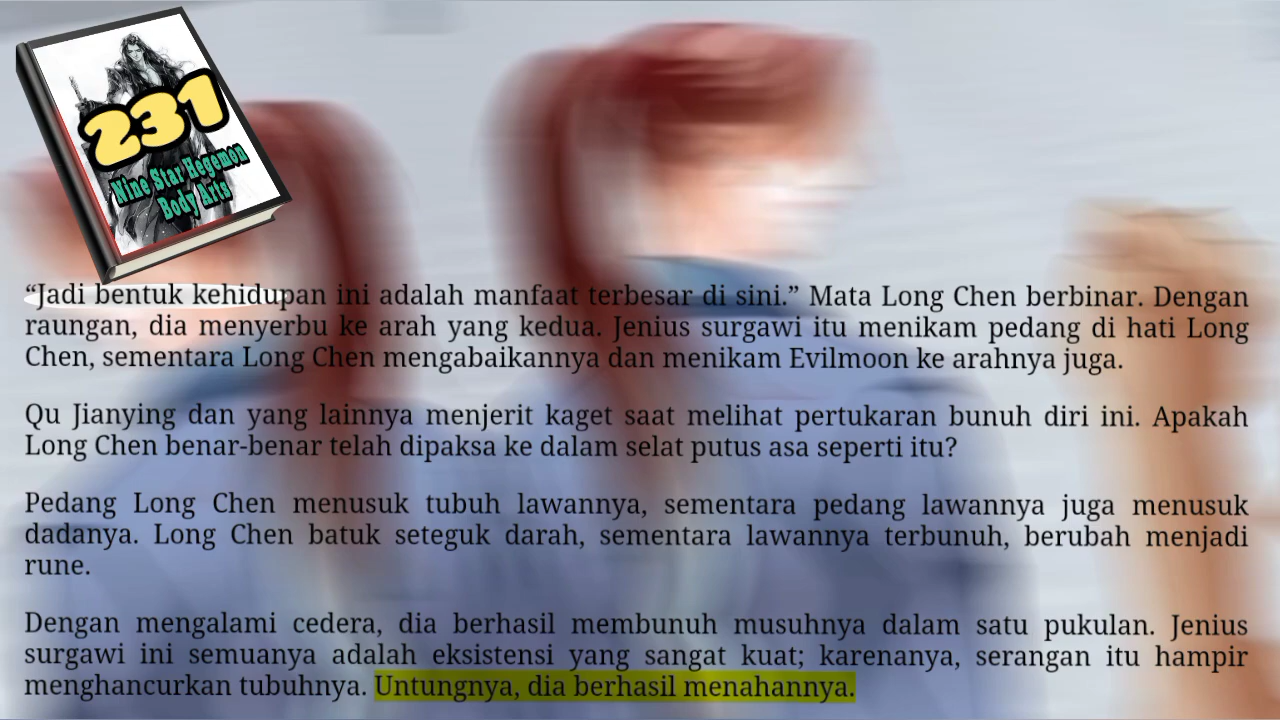 231
Nine Star Hegemon
Body Arts
“Jadi bentuk kehidupan ini adalah manfaat terbesar di sini.” Mata Long Chen berbinar. Dengan
raungan, dia menyerbu ke arah yang kedua. Jenius surgawi itu menikam pedang di hati Long
Chen, sementara Long Chen mengabaikannya dan menikam Evilmoon ke arahnya juga.
Qu Jianying dan yang lainnya menjerit kaget saat melihat pertukaran bunuh diri ini. Apakah
Long Chen benar-benar telah dipaksa ke dalam selat putus asa seperti itu?
Pedang Long Chen menusuk tubuh lawannya, sementara pedang lawannya juga menusuk
dadanya. Long Chen batuk seteguk darah, sementara lawannya terbunuh, berubah menjadi
rune.
Dengan mengalami cedera, dia berhasil membunuh musuhnya dalam satu pukulan. Jenius
surgawi ini semuanya adalah eksistensi yang sangat kuat; karenanya, serangan itu hampir
menghancurkan tubuhnya. Untungnya, dia berhasil menahannya.